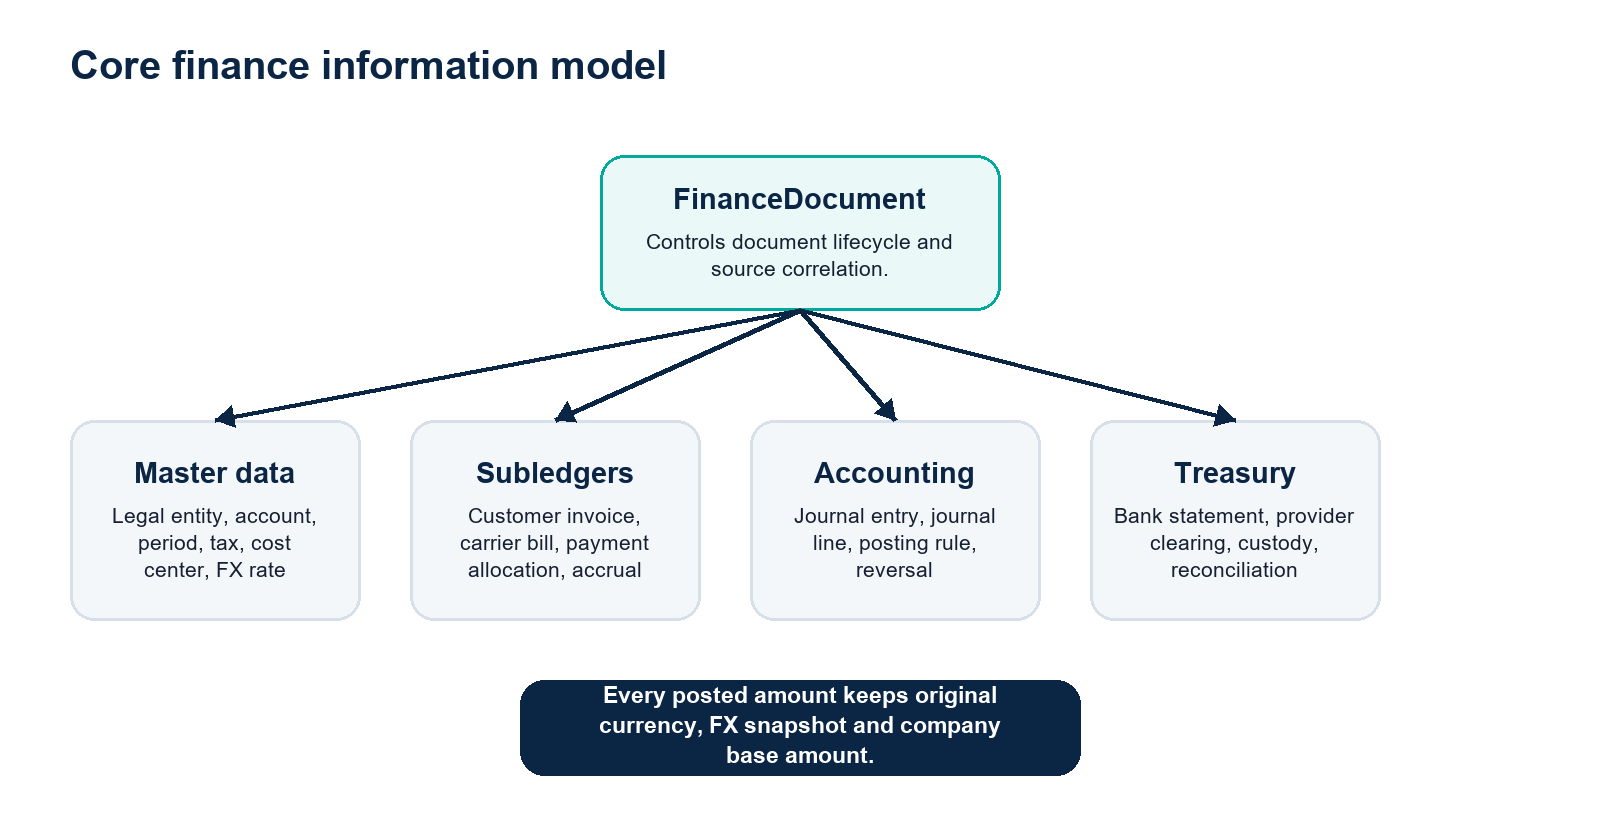 Core finance information model
FinanceDocument
Controls document lifecycle and
source correlation.
Master data
Legal entity, account,
period, tax, cost
center, FX rate
Subledgers
Customer invoice,
carrier bill, payment
allocation, accrual
Accounting
Journal entry, journal
line, posting rule,
reversal
Treasury
Bank statement, provider
clearing, custody,
reconciliation
Every posted amount keeps original
currency, FX snapshot and company
base amount.